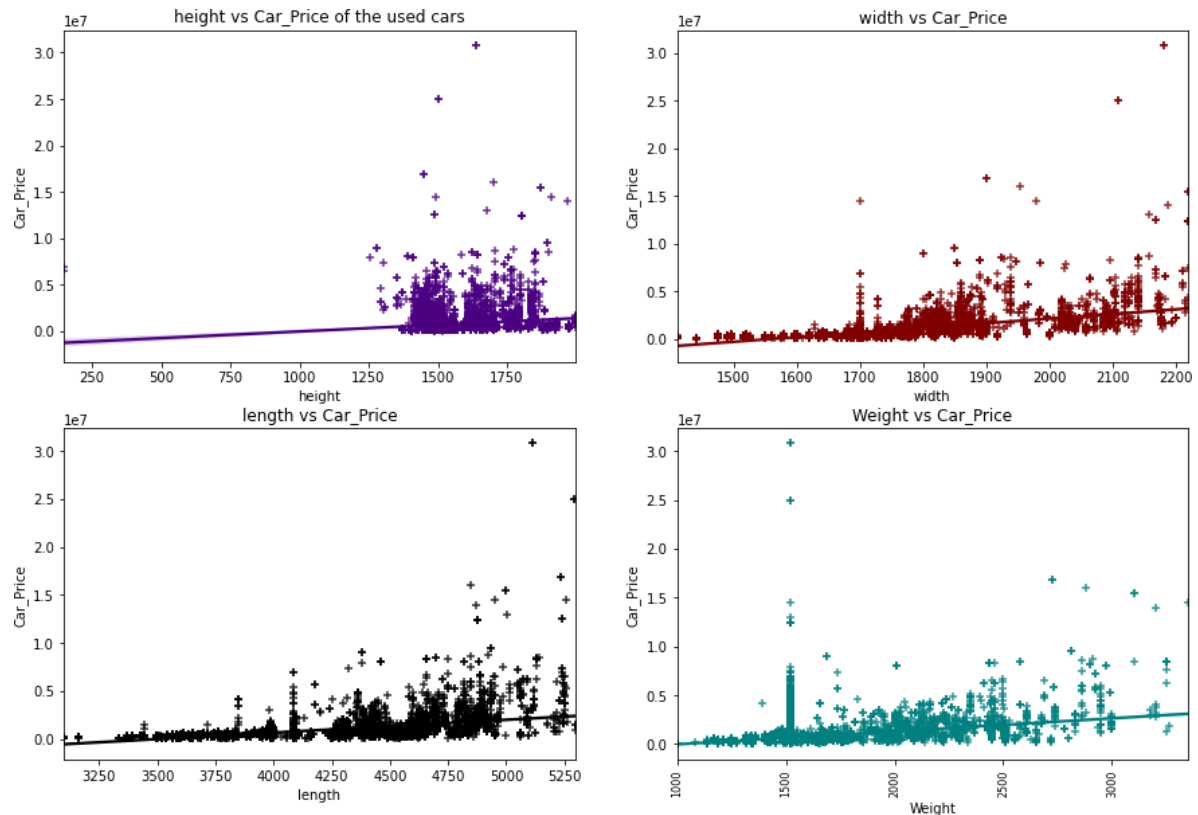 height vs Car_Price of the used cars
1e7
3.0
2.5
2.0
1.5
1.0
0.5
0.0
Car_Price
250 500 750 1000 1250 1500 1750
height
width vs Car_Price
1e7
3.0
2.5
2.0
1.5
1.0
0.5
0.0
Car_Price
1500 1600 1700 1800 1900 2000 2100 2200
width
length vs Car_Price
1e7
3.0
2.5
2.0
1.5
1.0
0.5
0.0
Car_Price
3250 3500 3750 4000 4250 4500 4750 5000 5250
length
Weight vs Car_Price
1e7
3.0
2.5
2.0
1.5
1.0
0.5
0.0
Car_Price
1000 1500 2000 2500 3000
Weight